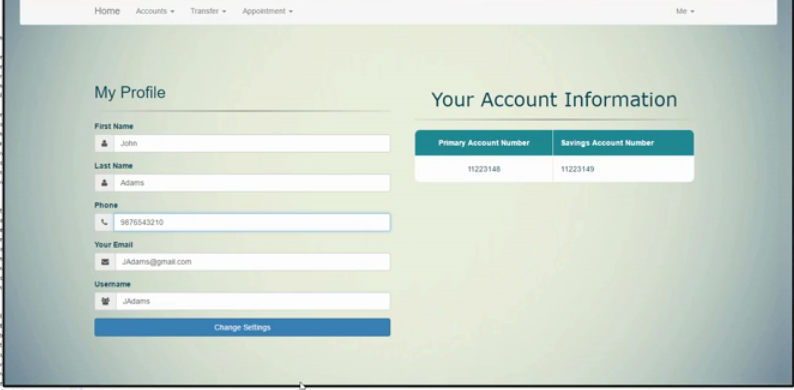 Home Accounts Transfer Appointment Me
My Profile
First Name
John
Last Name
Adams
Phone
9876543210
Your Email
JAdams@gmail.com
Username
JAdams
Change Settings
Your Account Information
Primary Account Number Savings Account Number
11223148 11223149